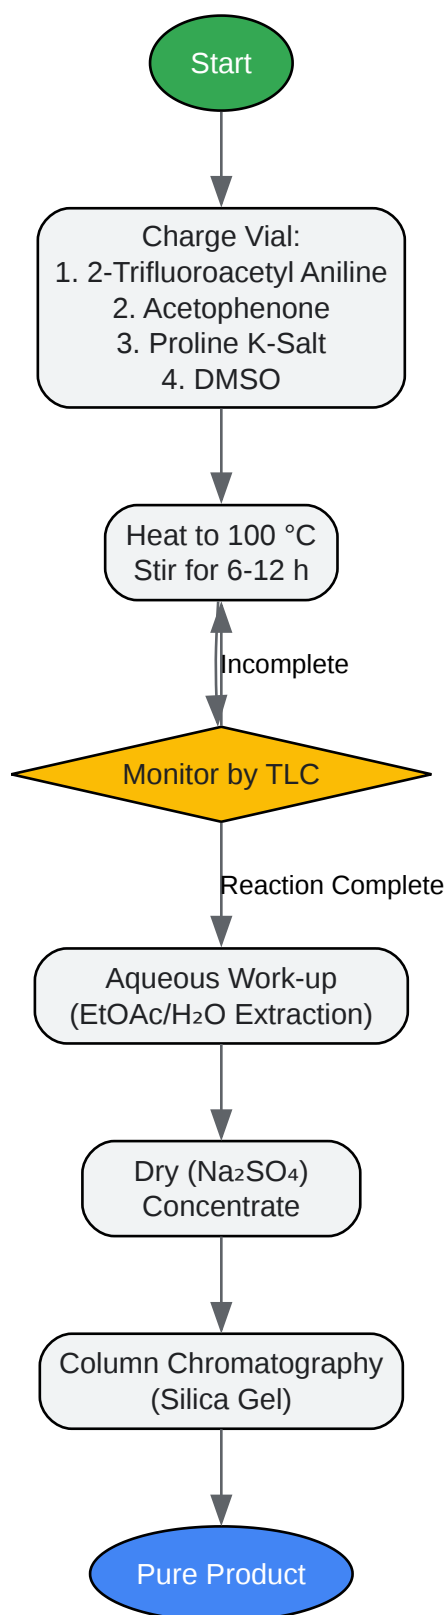 Start
Charge Vial:
1. 2-Trifluoroacetyl Aniline
2. Acetophenone
3. Proline K-Salt
4. DMSO
Heat to 100 °C
Stir for 6-12 h
Incomplete
Monitor by TLC
Reaction Complete
Aqueous Work-up
(EtOAc/H₂O Extraction)
Dry (Na₂SO₄)
Concentrate
Column Chromatography
(Silica Gel)
Pure Product